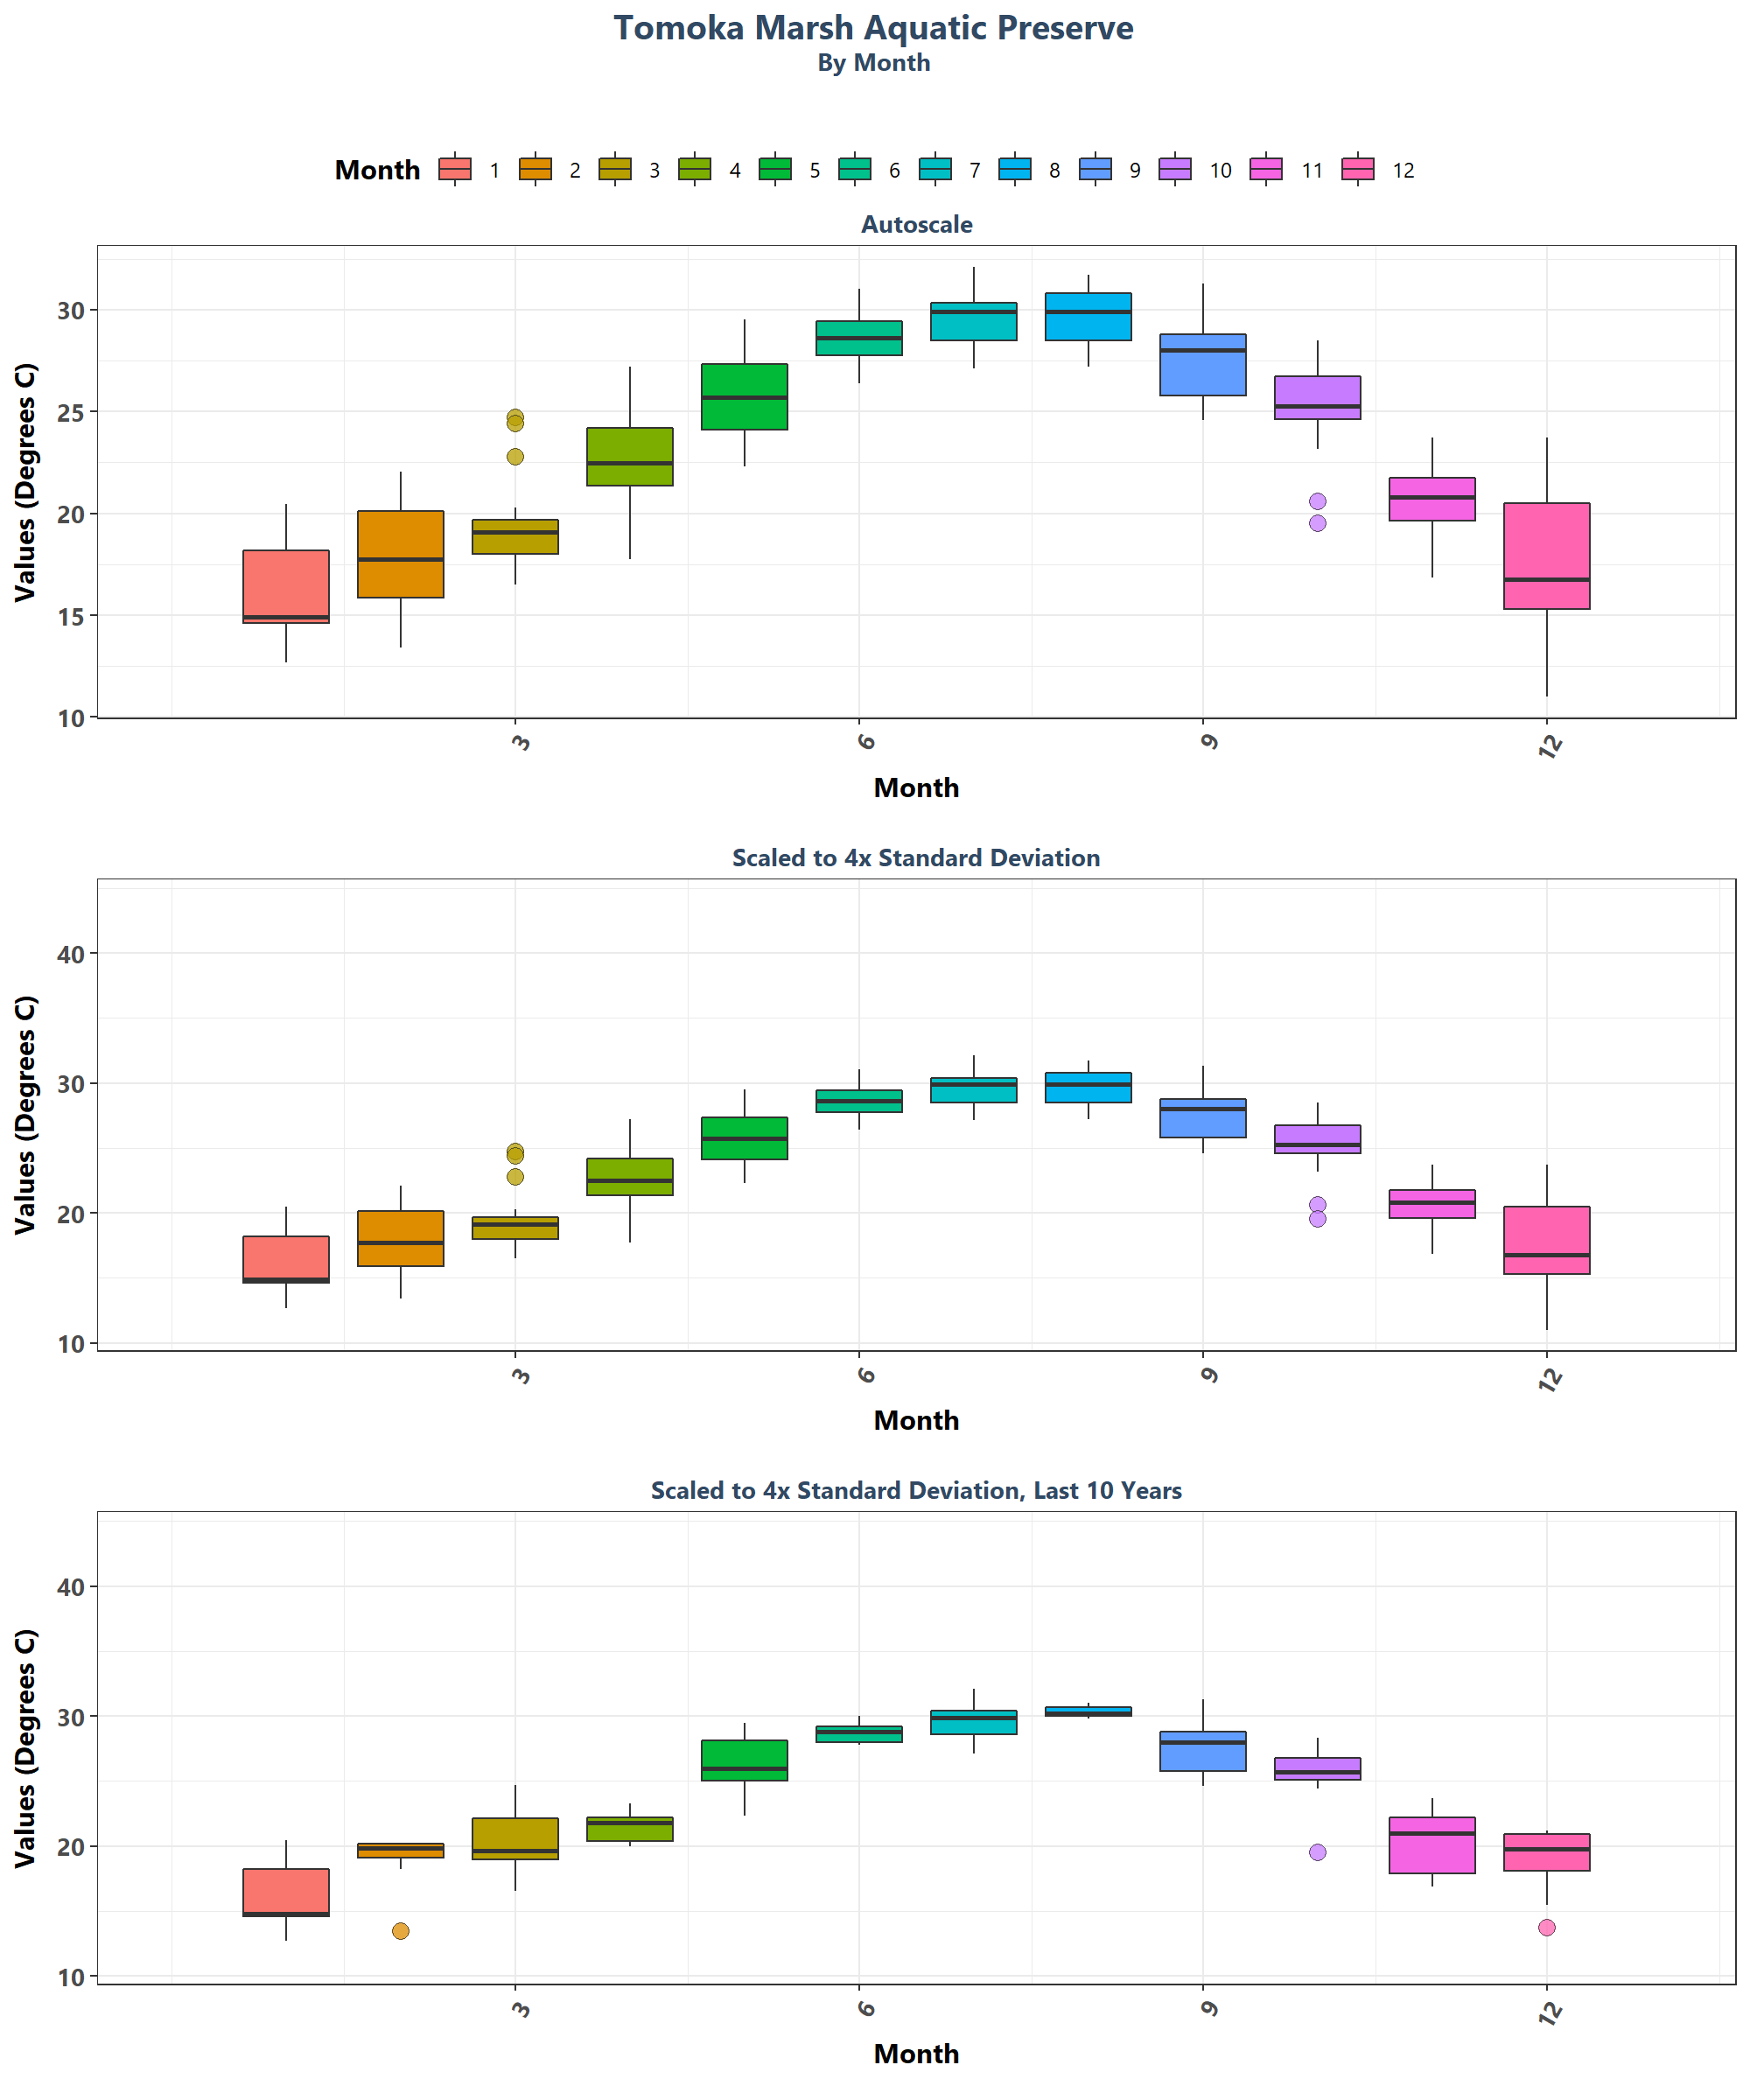 Tomoka Marsh Aquatic Preserve
By Month
Month 1 2 3 4 5 6 7 8 9 10 11 12
Autoscale
Values (Degrees C)
30
25
20
15
10
3 6 9 12
Month
Scaled to 4x Standard Deviation
Values (Degrees C)
40
30
20
10
3 6 9 12
Month
Scaled to 4x Standard Deviation, Last 10 Years
Values (Degrees C)
40
30
20
10
3 6 9 12
Month